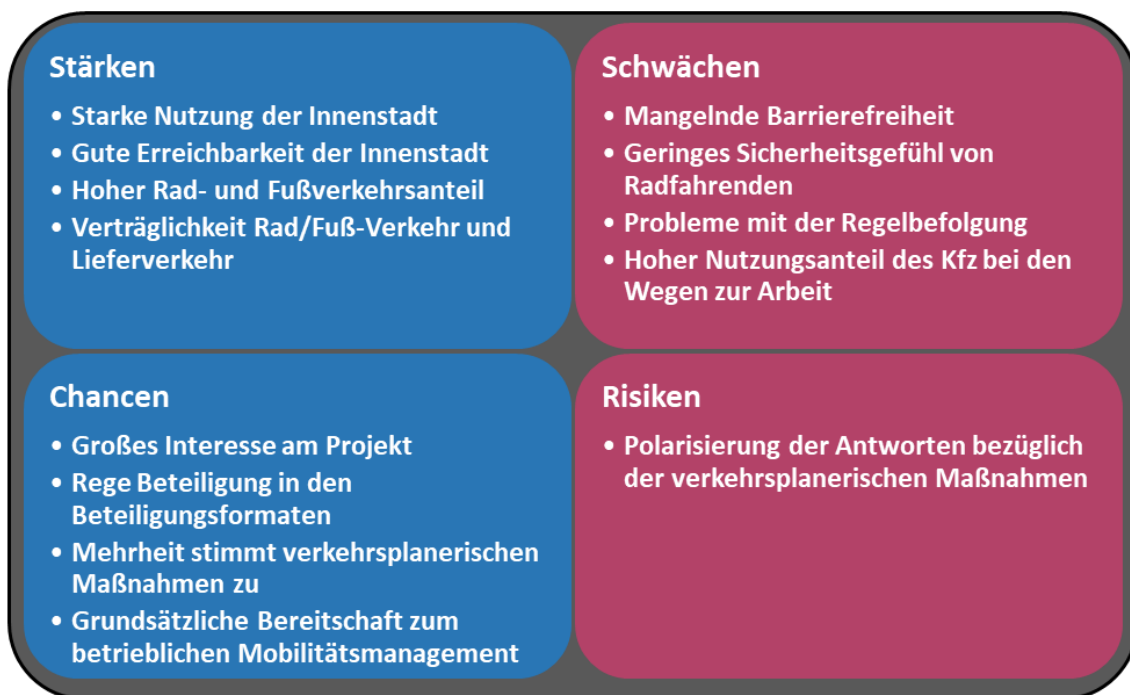 Stärken
• Starke Nutzung der Innenstadt
• Gute Erreichbarkeit der Innenstadt
• Hoher Rad- und Fußverkehrsanteil
• Verträglichkeit Rad/Fuß-Verkehr und
Lieferverkehr
Schwächen
• Mangelnde Barrierefreiheit
• Geringes Sicherheitsgefühl von
Radfahrenden
• Probleme mit der Regelbefolgung
• Hoher Nutzungsanteil des Kfz bei den
Wegen zur Arbeit
Chancen
• Großes Interesse am Projekt
• Rege Beteiligung in den
Beteiligungsformaten
• Mehrheit stimmt verkehrsplanerischen
Maßnahmen zu
• Grundsätzliche Bereitschaft zum
betrieblichen Mobilitätsmanagement
Risiken
• Polarisierung der Antworten bezüglich
der verkehrsplanerischen Maßnahmen